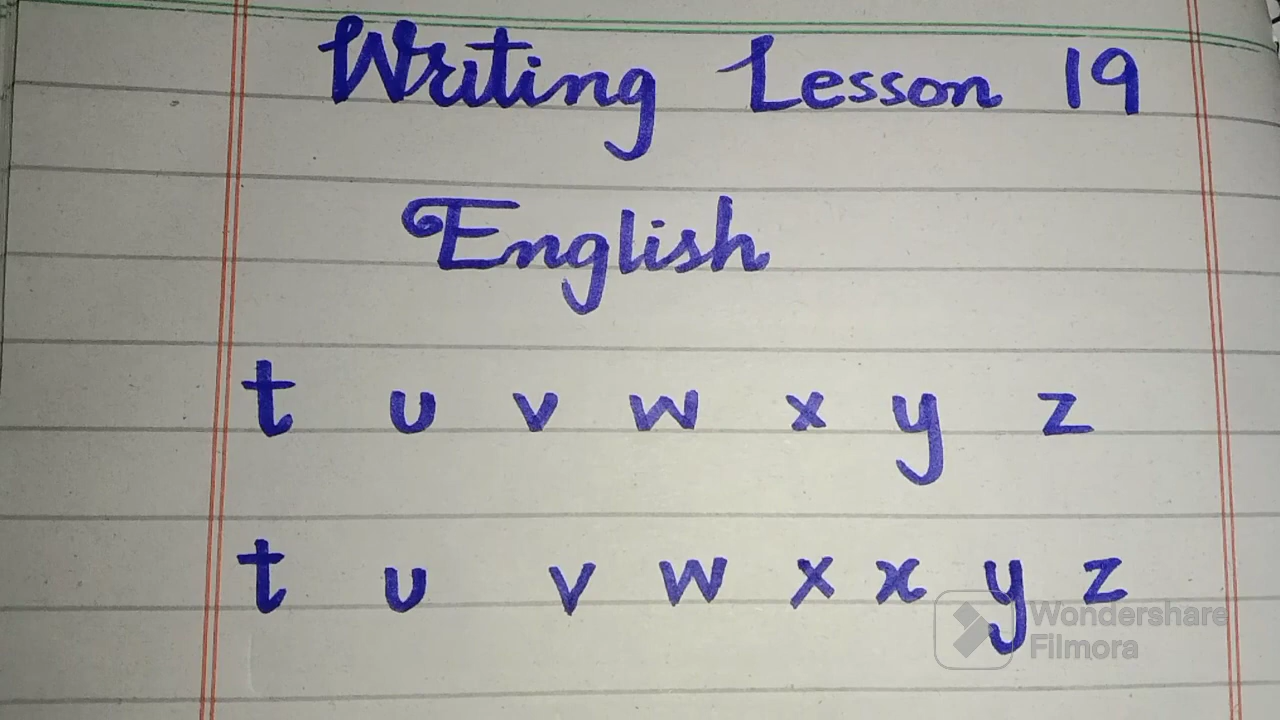 Writing Lesson 19
English
t u v w x y z
t u v w x x y z
Wondershare
Filmora